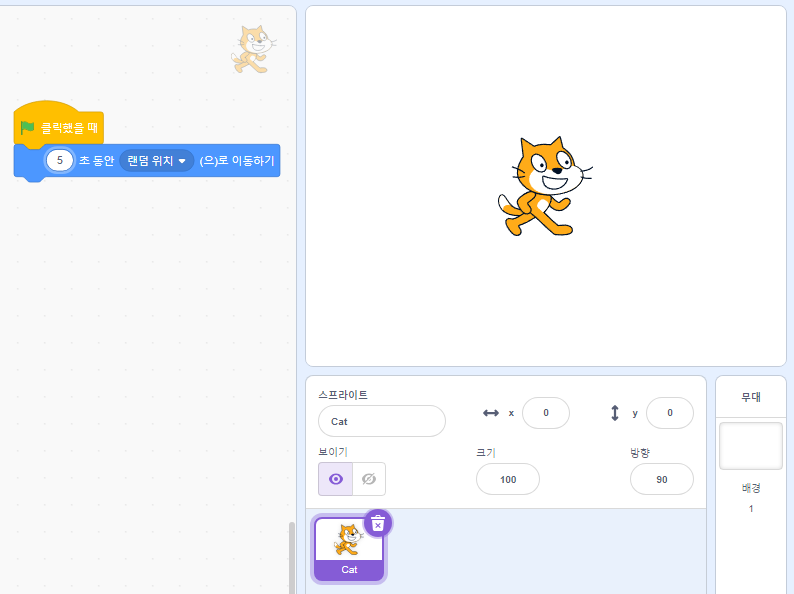 클릭했을 때
5 초 동안 랜덤 위치 (으)로 이동하기
스프라이트
Cat
x 0
y 0
보이기
크기
방향
100
90
Cat
무대
배경
1